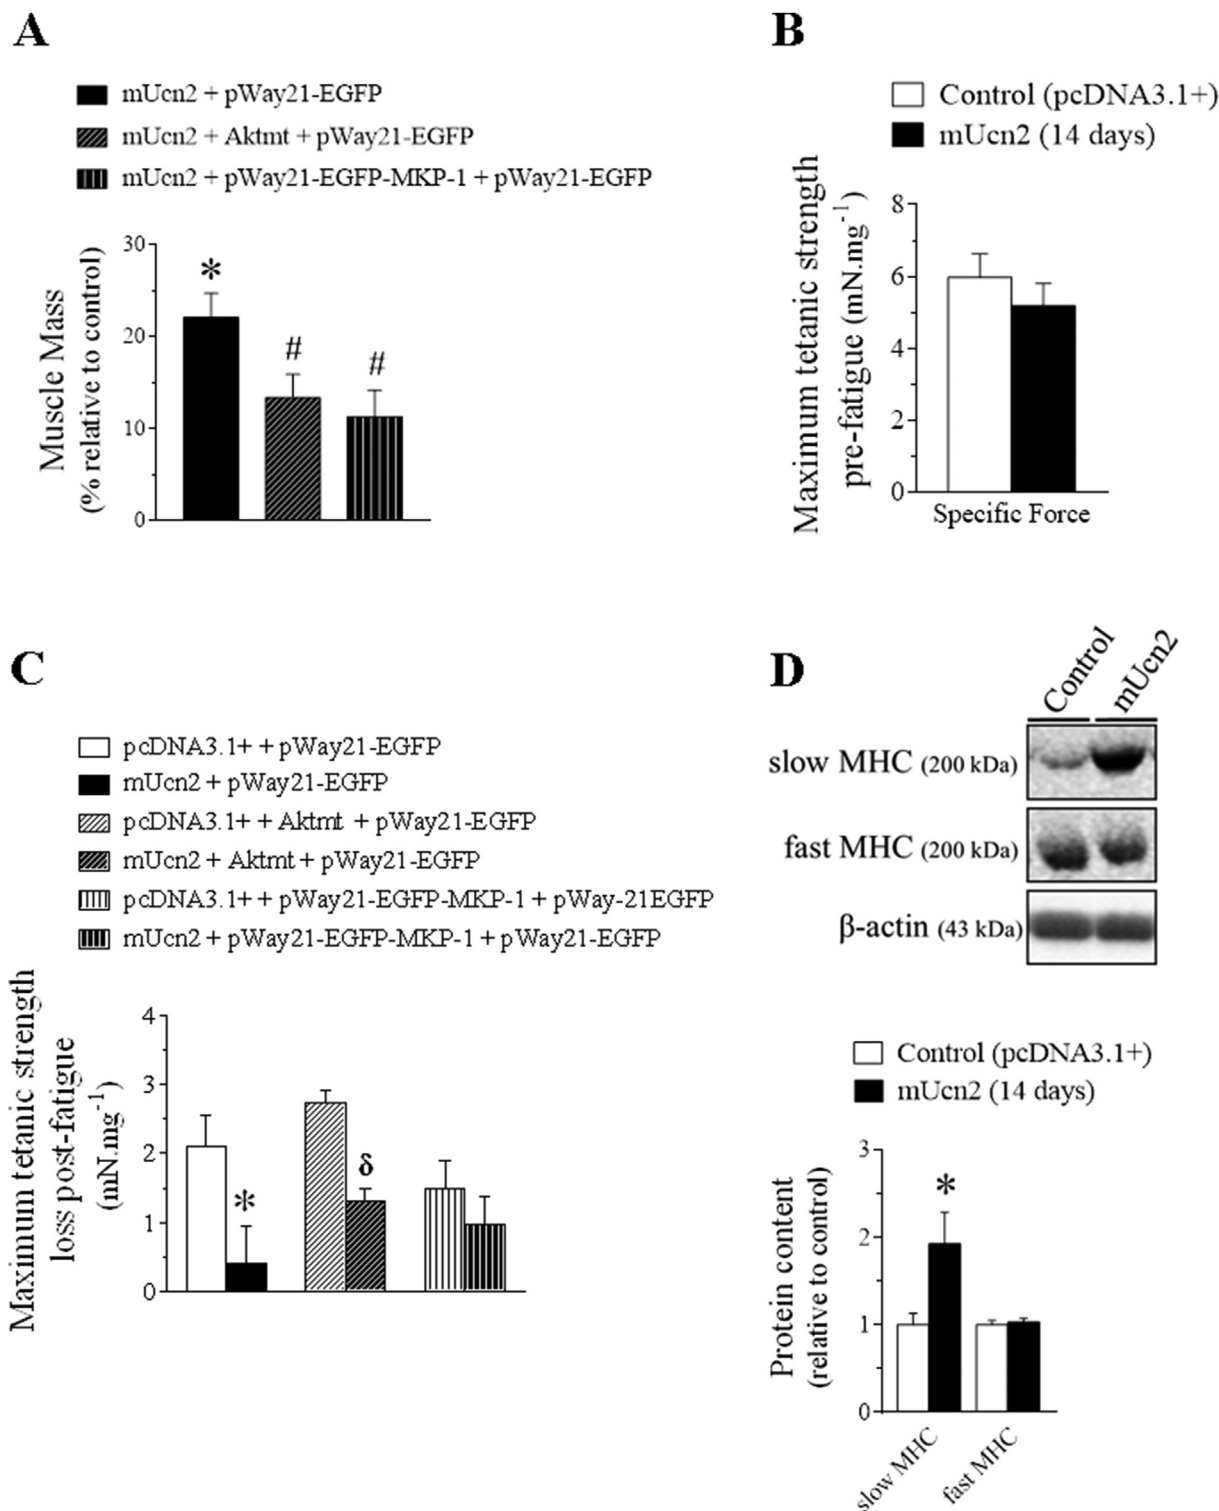 A
mUcn2 + pWay21-EGFP
mUcn2 + Aktmt + pWay21-EGFP
mUcn2 + pWay21-EGFP-MKP-1 + pWay21-EGFP
Muscle Mass
(% relative to control)
30
20
10
0
*
#
#
B
Control (pcDNA3.1+)
mUcn2 (14 days)
Maximum tetanic strength
pre-fatigue (mN.mg⁻¹)
8
6
4
2
0
Specific Force
C
pcDNA3.1+ + pWay21-EGFP
mUcn2 + pWay21-EGFP
pcDNA3.1+ + Aktmt + pWay21-EGFP
mUcn2 + Aktmt + pWay21-EGFP
pcDNA3.1+ + pWay21-EGFP-MKP-1 + pWay-21EGFP
mUcn2 + pWay21-EGFP-MKP-1 + pWay21-EGFP
Maximum tetanic strength
loss post-fatigue
(mN.mg⁻¹)
4
3
2
1
0
*
δ
D
Control
mUcn2
slow MHC (200 kDa)
fast MHC (200 kDa)
β-actin (43 kDa)
Control (pcDNA3.1+)
mUcn2 (14 days)
Protein content
(relative to control)
3
2
1
0
*
slow MHC
fast MHC